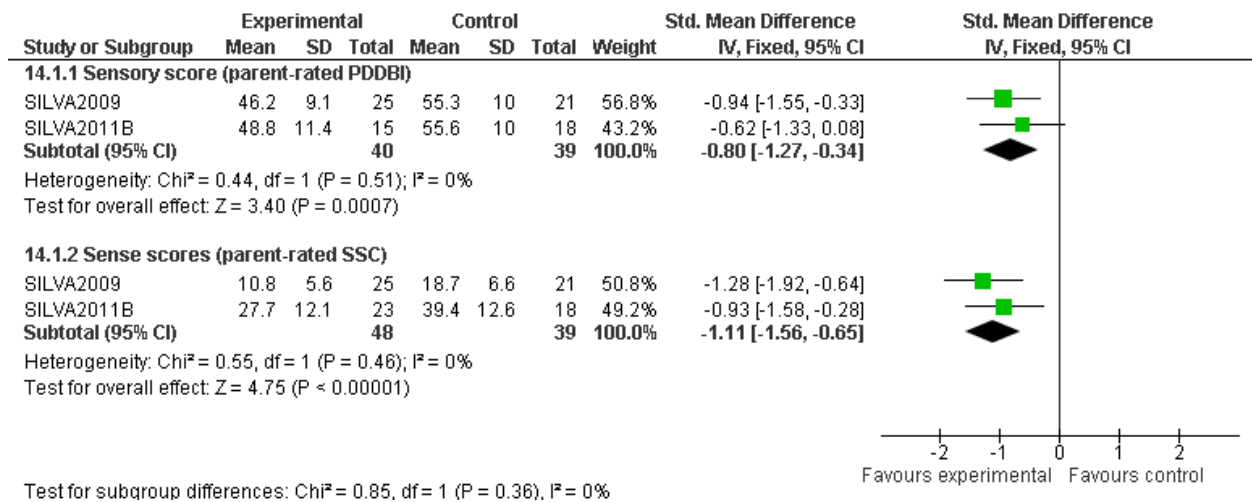 Experimental Control Std. Mean Difference Std. Mean Difference
Study or Subgroup Mean SD Total Mean SD Total Weight IV, Fixed, 95% CI IV, Fixed, 95% CI
14.1.1 Sensory score (parent-rated PDDBI)
SILVA2009 46.2 9.1 25 55.3 10 21 56.8% -0.94 [-1.55, -0.33]
SILVA2011B 48.8 11.4 15 55.6 10 18 43.2% -0.62 [-1.33, 0.08]
Subtotal (95% CI) 40 39 100.0% -0.80 [-1.27, -0.34]
Heterogeneity: Chi² = 0.44, df = 1 (P = 0.51); I² = 0%
Test for overall effect: Z = 3.40 (P = 0.0007)
14.1.2 Sense scores (parent-rated SSC)
SILVA2009 10.8 5.6 25 18.7 6.6 21 50.8% -1.28 [-1.92, -0.64]
SILVA2011B 27.7 12.1 23 39.4 12.6 18 49.2% -0.93 [-1.58, -0.28]
Subtotal (95% CI) 48 39 100.0% -1.11 [-1.56, -0.65]
Heterogeneity: Chi² = 0.55, df = 1 (P = 0.46); I² = 0%
Test for overall effect: Z = 4.75 (P < 0.00001)
-2 -1 0 1 2
Favours experimental Favours control
Test for subgroup differences: Chi² = 0.85, df = 1 (P = 0.36), I² = 0%